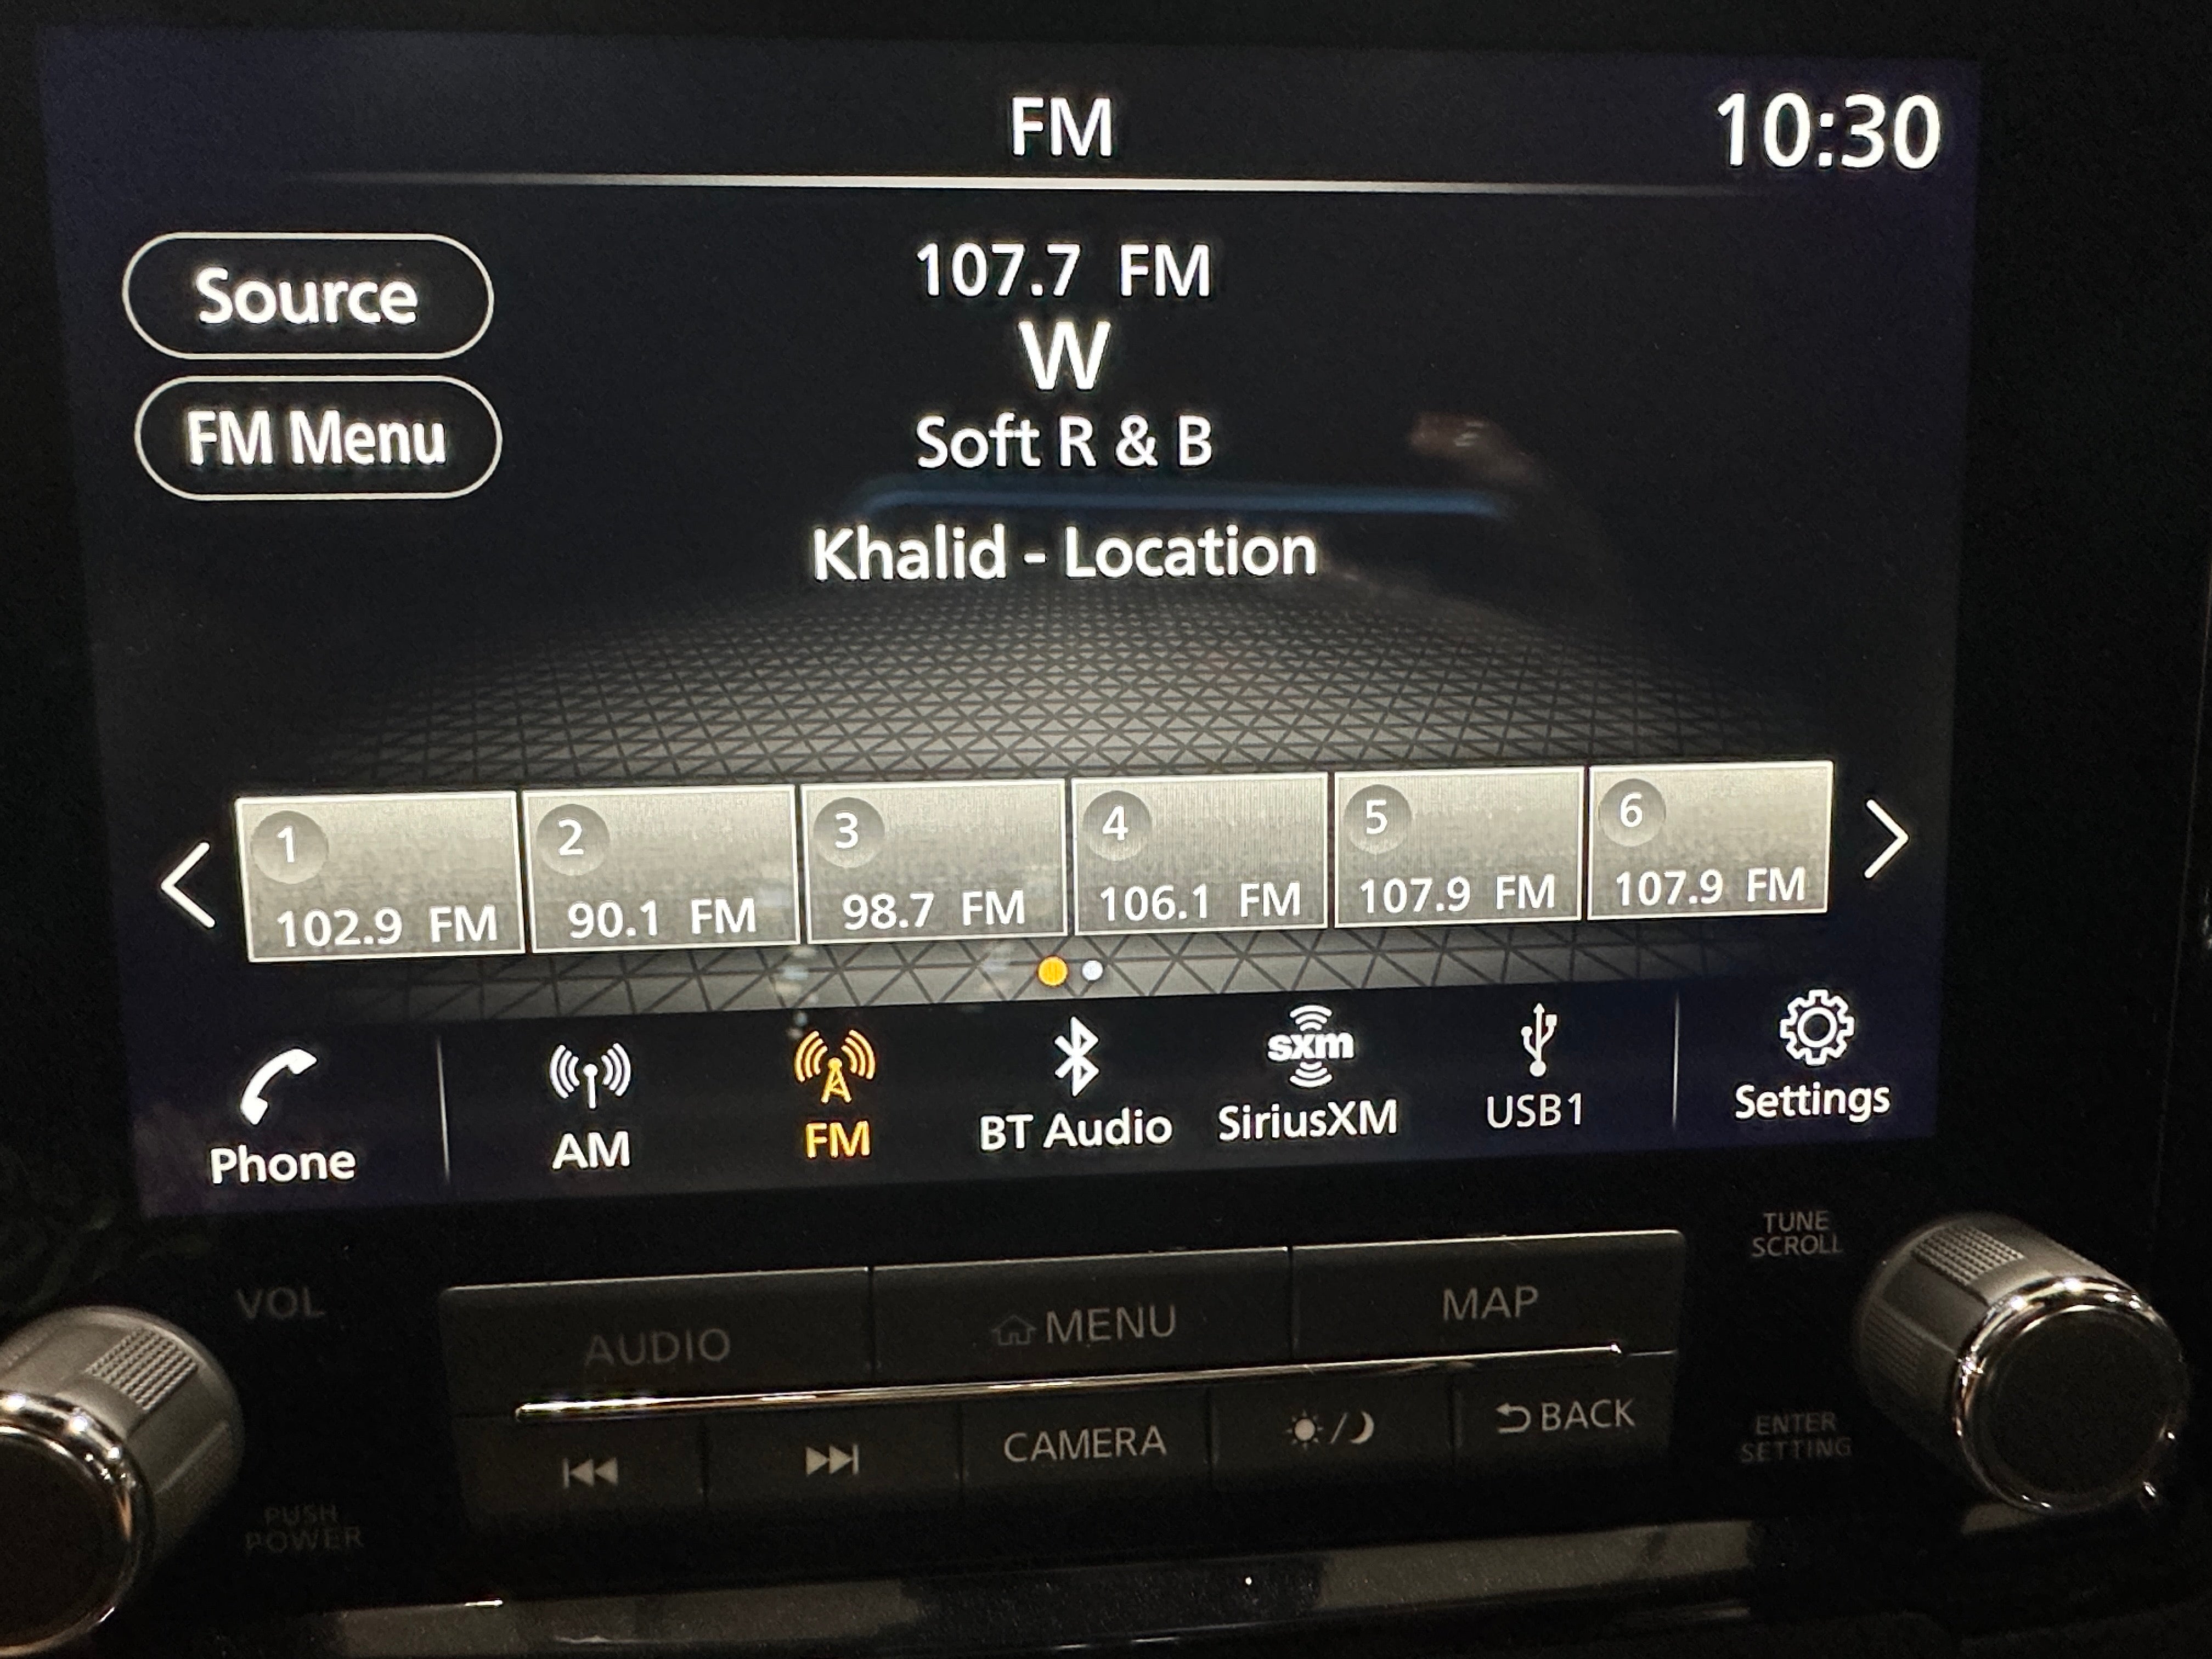 FM
10:30
Source
107.7 FM
W
FM Menu
Soft R & B
Khalid - Location
1
2
3
4
5
6
102.9 FM
90.1 FM
98.7 FM
106.1 FM
107.9 FM
107.9 FM
sxm
Phone
AM
FM
BT Audio
SiriusXM
USB1
Settings
VOL
TUNE
SCROLL
AUDIO
MENU
MAP
CAMERA
BACK
ENTER
SETTING
PUSH
POWER